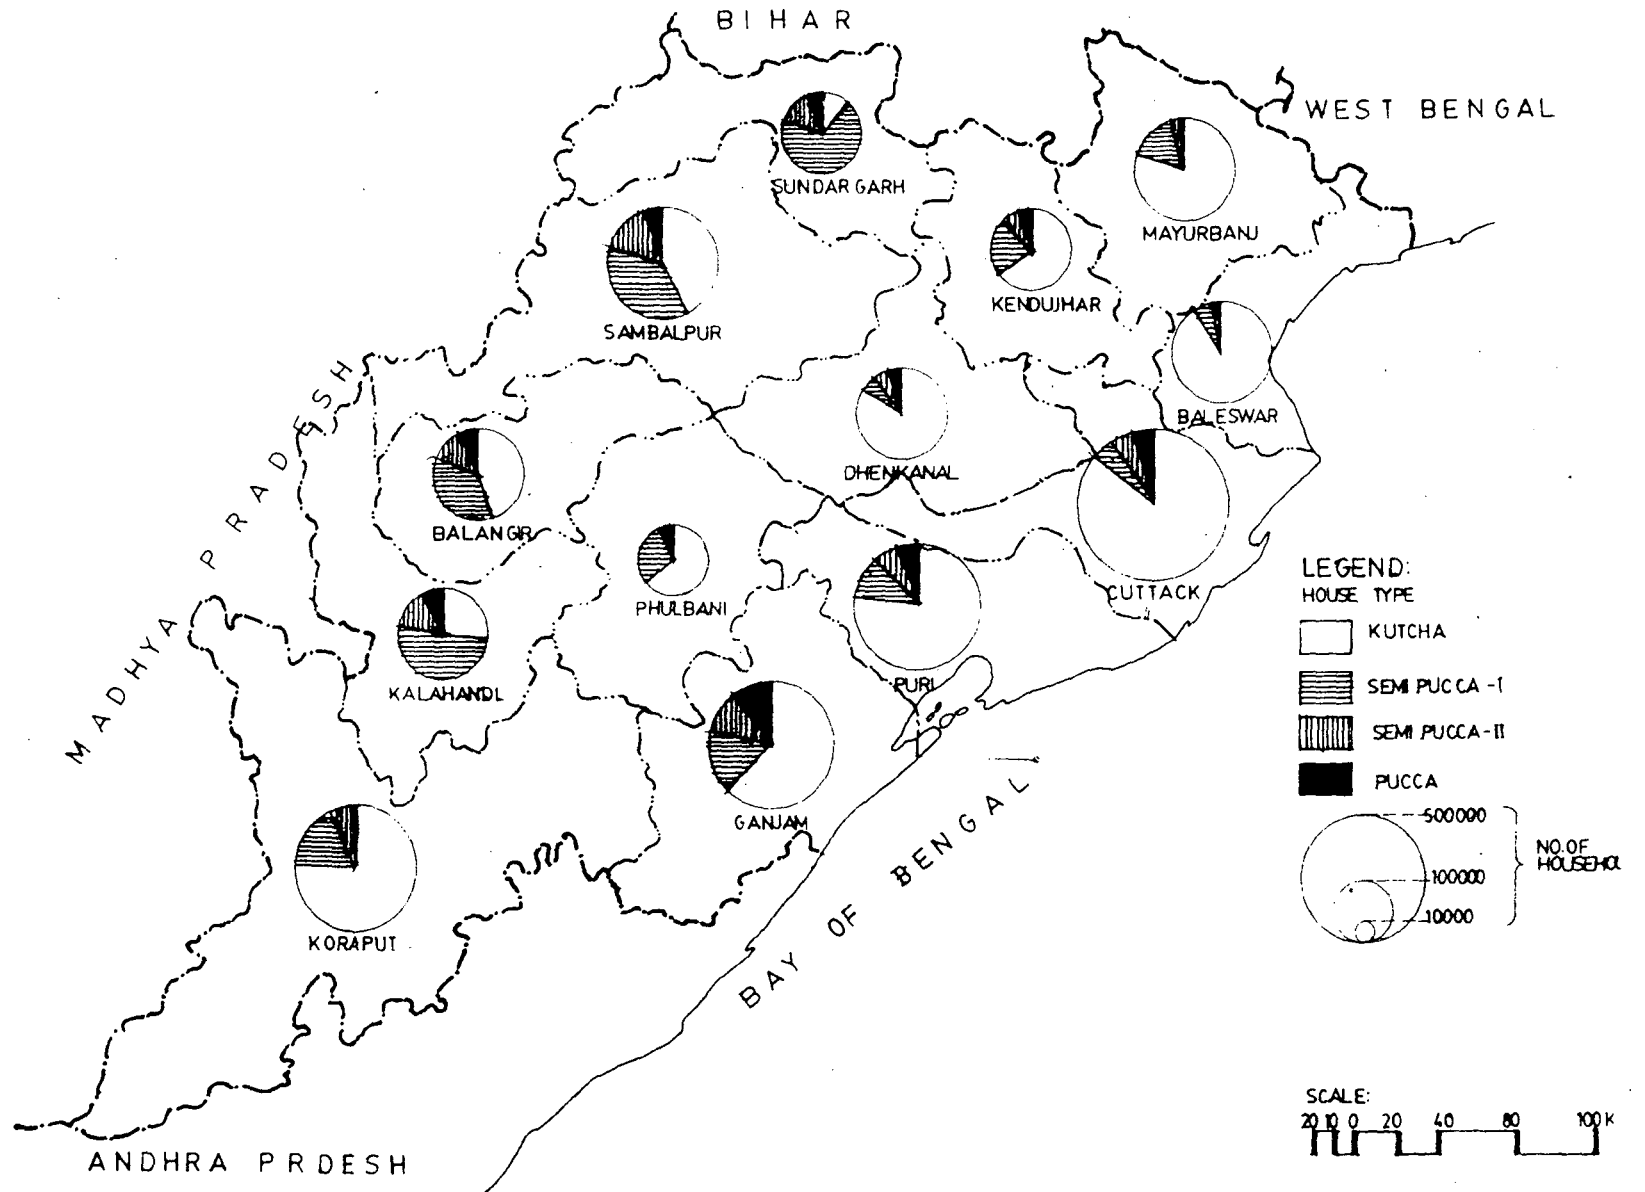 BIHAR
WEST BENGAL
SUNDARGARH
MAYURBANJ
KENDUJHAR
SAMBALPUR
BALESWAR
MADHYA PRADESH
DHENKANAL
BALANGIR
CUTTACK
PHULBANI
PURI
KALAHANDI
GANJAM
KORAPUT
BAY OF BENGAL
ANDHRA PRDESH
LEGEND:
HOUSE TYPE
KUTCHA
SEMI PUCCA-I
SEMI PUCCA-II
PUCCA
500000
100000
10000
NO.OF
HOUSEHOL
SCALE:
20 10 0 20 40 80 100 K